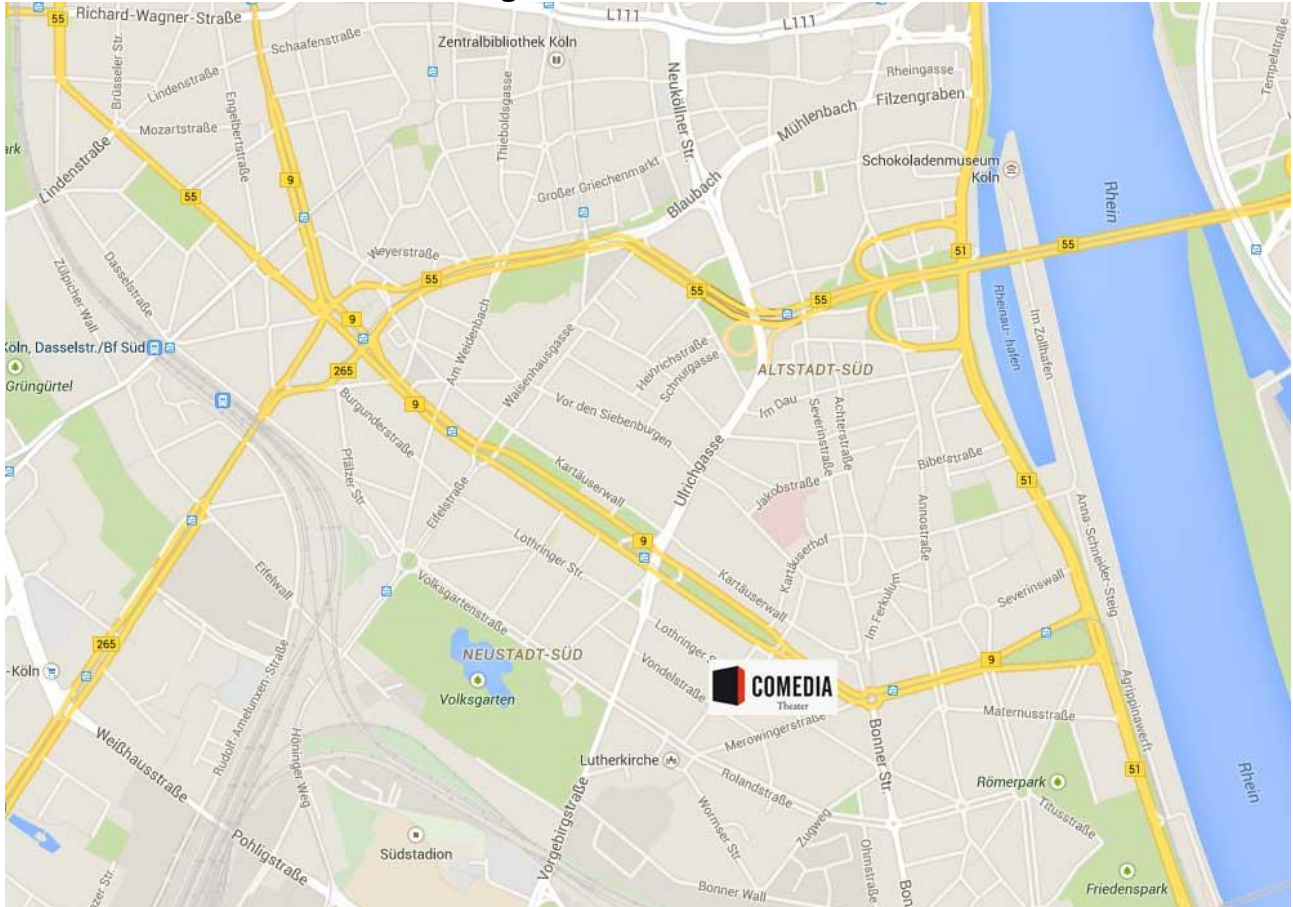 55
Richard-Wagner-Straße
L111
L111
Schaafenstraße
Zentralbibliothek Köln
Brüsseler Str.
Lindenstraße
Engelbertstraße
Mozartstraße
Thieboldsgasse
Neuköllner Str.
Rheingasse
Filzengraben
Mühlenbach
Tempelstraße
ark
Lindenstraße
9
55
Großer Griechenmarkt
Blaubach
Schokoladenmuseum
Köln
Rhein
Weyerstraße
Dasselstraße
Zülpicher Wall
55
55
55
51
55
9
Köln, Dasselstr./Bf Süd
Grüngürtel
265
9
Am Weidenbach
Waisenhausgasse
Heinrichstraße
Schnurgasse
ALTSTADT-SÜD
Rheinau-hafen
Im Zollhafen
Burgunderstraße
Vor den Siebenburgen
Im Dau
Severinstraße
Achterstraße
Pfälzer Str.
Eifelstraße
Kartäuserwall
Ulrichgasse
Jakobstraße
Biberstraße
51
Annostraße
Anna-Schneider-Steig
Lothringer Str.
9
Kartäuserhof
Eifelwall
Volksgartenstraße
Kartäuserwall
Im Ferkulum
Severinswall
265
NEUSTADT-SÜD
Lothringer S
Vondelstraße
9
-Köln
Volksgarten
COMEDIA
Theater
Rudolf-Amelunxen-Straße
Agrippinawerft
Maternusstraße
Merowingerstraße
Bonner Str.
Weißhausstraße
Höninger Weg
Lutherkirche
Rolandstraße
Römerpark
51
Rhein
Vorgebirgstraße
Wormser Str.
Zugweg
Titusstraße
Pohligstraße
Südstadion
Ohmstraße
nzer Str.
Bonner Wall
Bon
Friedenspark